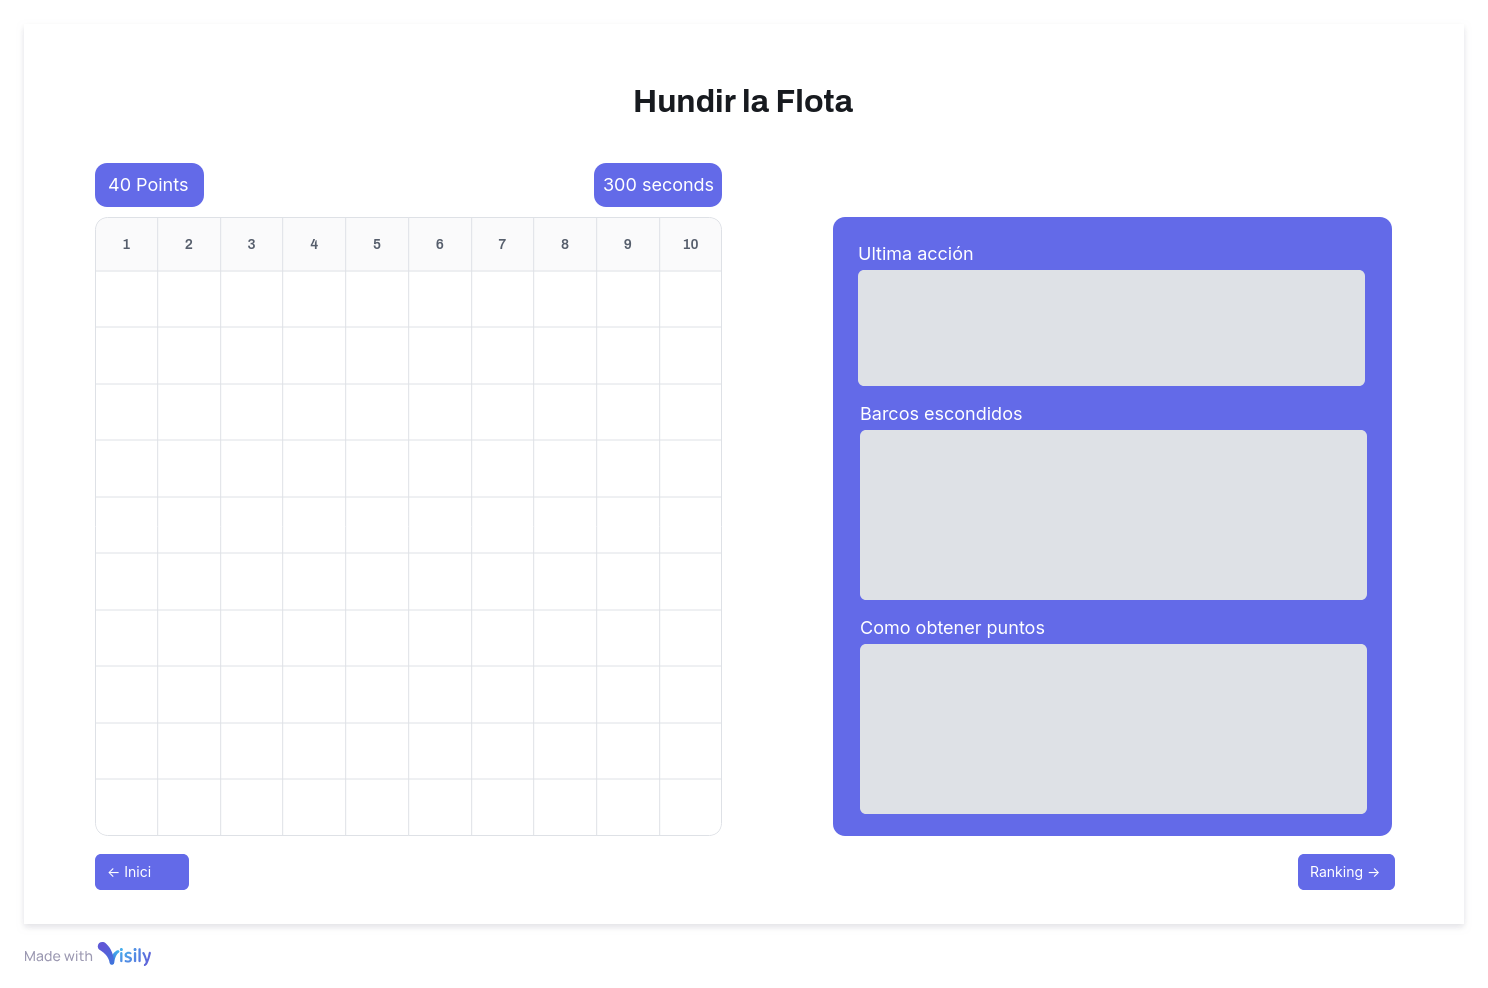 Hundir la Flota
40 Points
300 seconds
1 2 3 4 5 6 7 8 9 10
Ultima acción
Barcos escondidos
Como obtener puntos
← Inici
Ranking →
Made with Visily